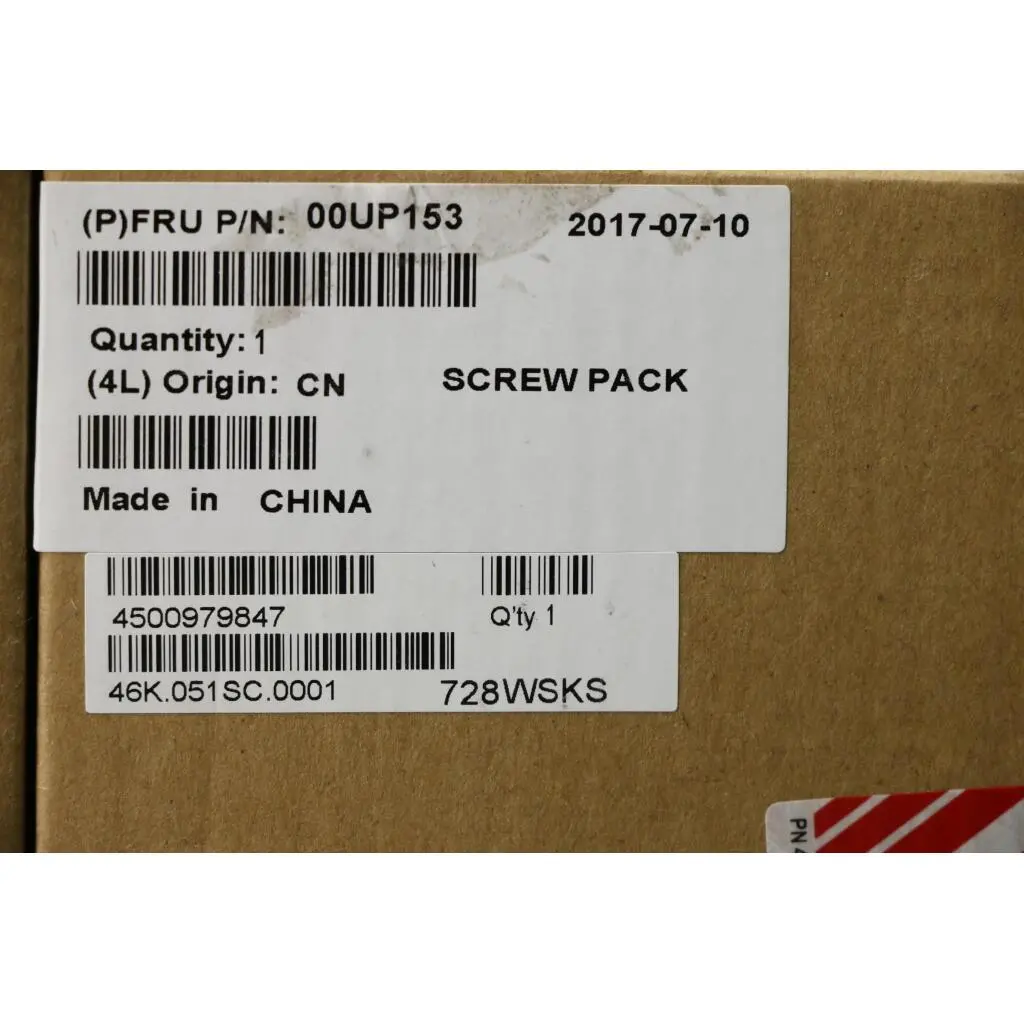 (P)FRU P/N: 00UP153 2017-07-10
Quantity: 1
(4L) Origin: CN SCREW PACK
Made in CHINA
4500979847 Q'ty 1
46K.051SC.0001 728WSKS
PN